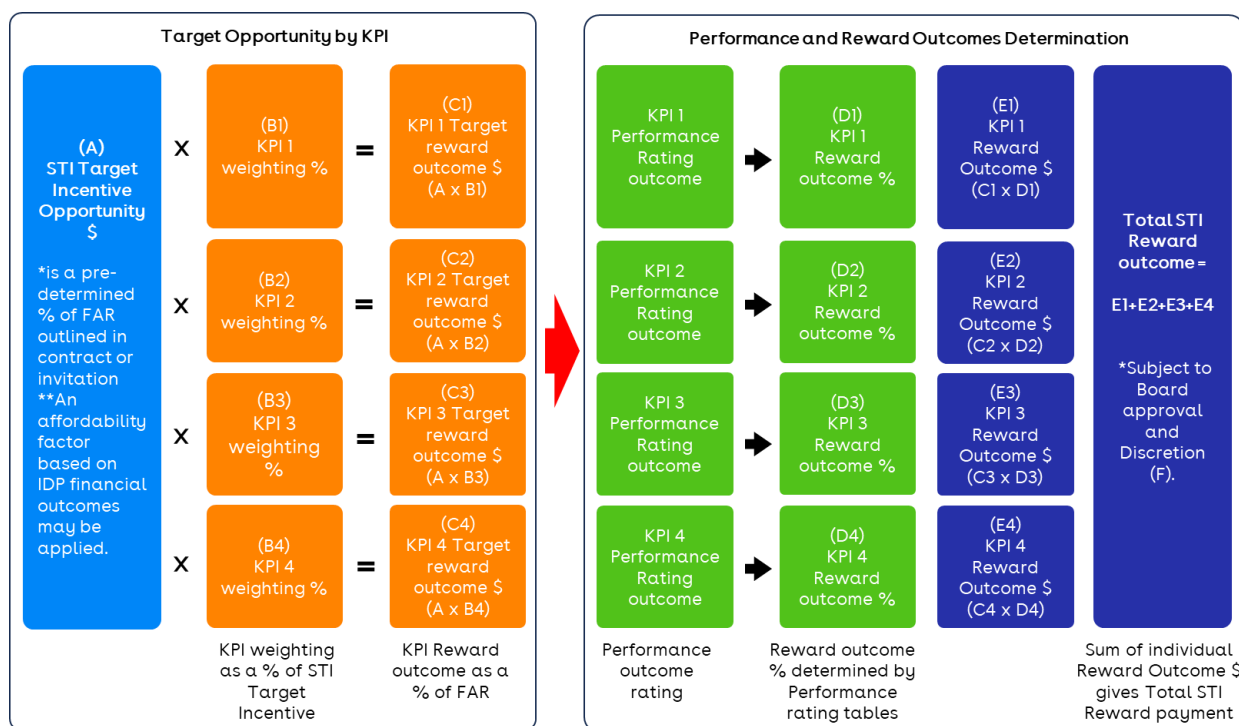 Target Opportunity by KPI
(A)
STI Target
Incentive
Opportunity
$
*is a pre-
determined
% of FAR
outlined in
contract or
invitation
**An
affordability
factor
based on
IDP financial
outcomes
may be
applied.
X
(B1)
KPI 1
weighting %
=
(C1)
KPI 1 Target
reward
outcome $
(A x B1)
X
(B2)
KPI 2
weighting %
=
(C2)
KPI 2 Target
reward
outcome $
(A x B2)
X
(B3)
KPI 3
weighting
%
=
(C3)
KPI 3 Target
reward
outcome $
(A x B3)
X
(B4)
KPI 4
weighting %
=
(C4)
KPI 4 Target
reward
outcome $
(A x B4)
KPI weighting
as a % of STI
Target
Incentive
KPI Reward
outcome as a
% of FAR
Performance and Reward Outcomes Determination
KPI 1
Performance
Rating
outcome
(D1)
KPI 1
Reward
outcome %
(E1)
KPI 1
Reward
Outcome $
(C1 x D1)
KPI 2
Performance
Rating
outcome
(D2)
KPI 2
Reward
outcome %
(E2)
KPI 2
Reward
Outcome $
(C2 x D2)
KPI 3
Performance
Rating
outcome
(D3)
KPI 3
Reward
outcome %
(E3)
KPI 3
Reward
Outcome $
(C3 x D3)
KPI 4
Performance
Rating
outcome
(D4)
KPI 4
Reward
outcome %
(E4)
KPI 4
Reward
Outcome $
(C4 x D4)
Total STI
Reward
outcome =
E1+E2+E3+E4
*Subject to
Board
approval
and
Discretion
(F).
Performance
outcome
rating
Reward outcome
% determined by
Performance
rating tables
Sum of individual
Reward Outcome $
gives Total STI
Reward payment